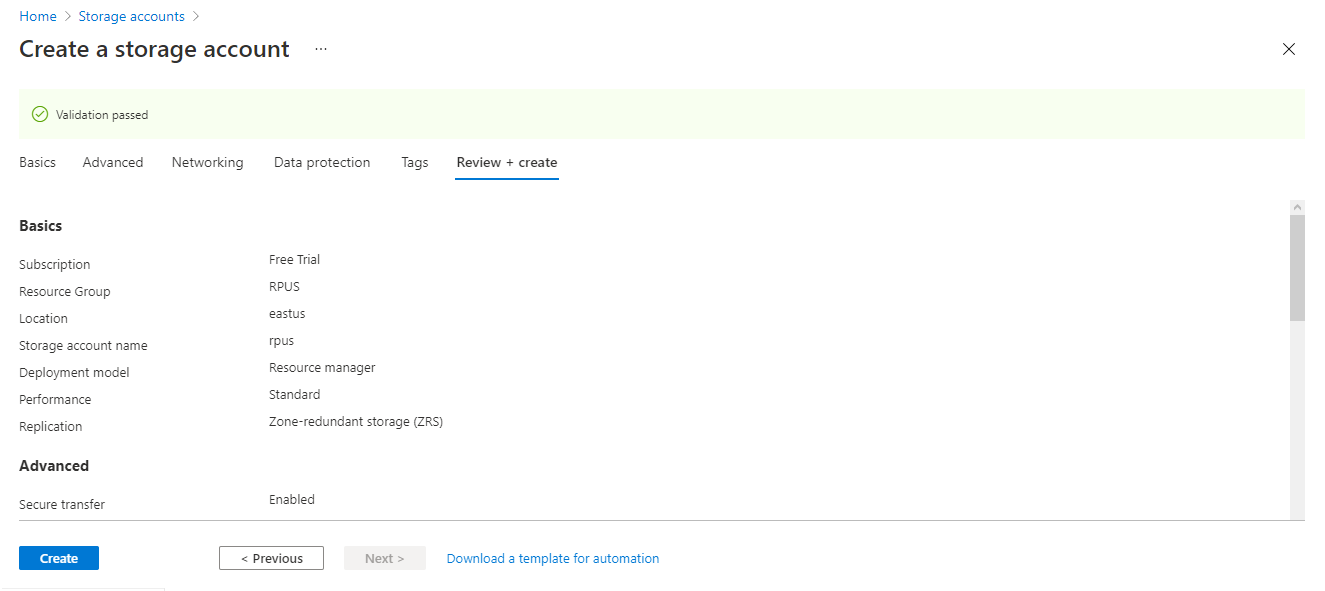 Home > Storage accounts >
Create a storage account ...
Validation passed
Basics Advanced Networking Data protection Tags Review + create
Basics
Subscription Free Trial
Resource Group RPUS
Location eastus
Storage account name rpus
Deployment model Resource manager
Performance Standard
Replication Zone-redundant storage (ZRS)
Advanced
Secure transfer Enabled
Create < Previous Next > Download a template for automation